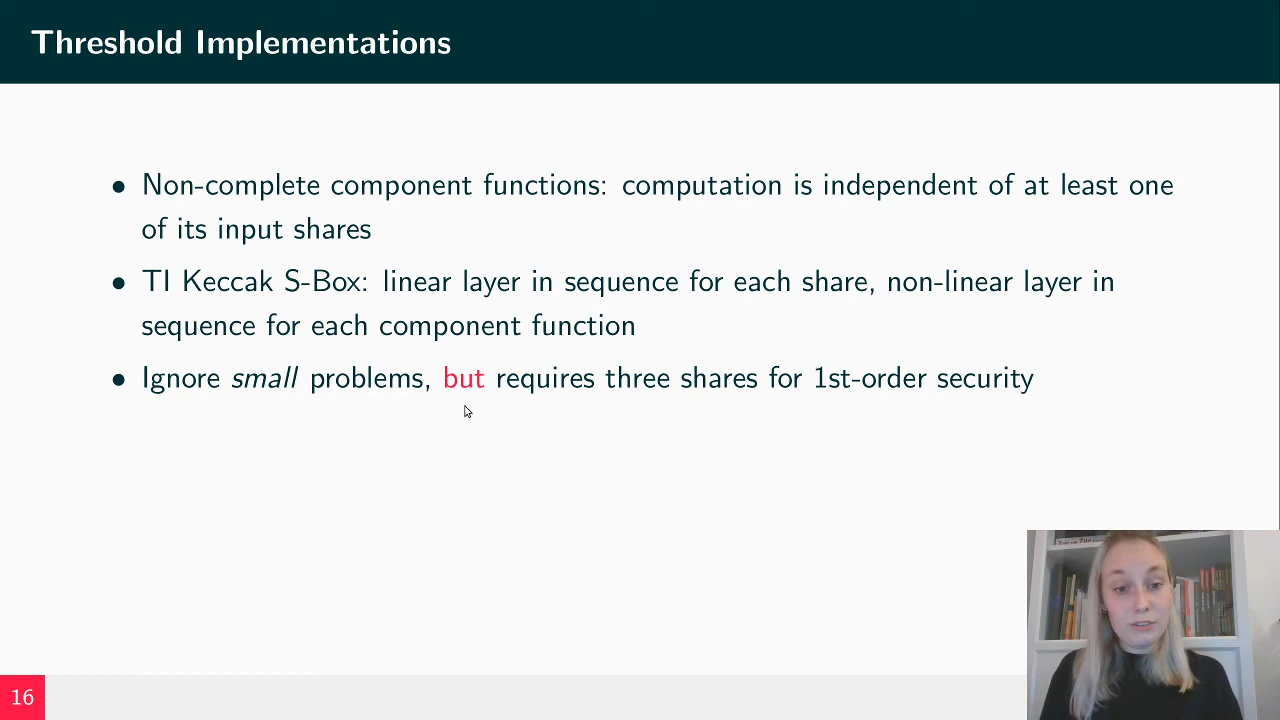 Threshold Implementations
• Non-complete component functions: computation is independent of at least one
of its input shares
• TI Keccak S-Box: linear layer in sequence for each share, non-linear layer in
sequence for each component function
• Ignore small problems, but requires three shares for 1st-order security
16